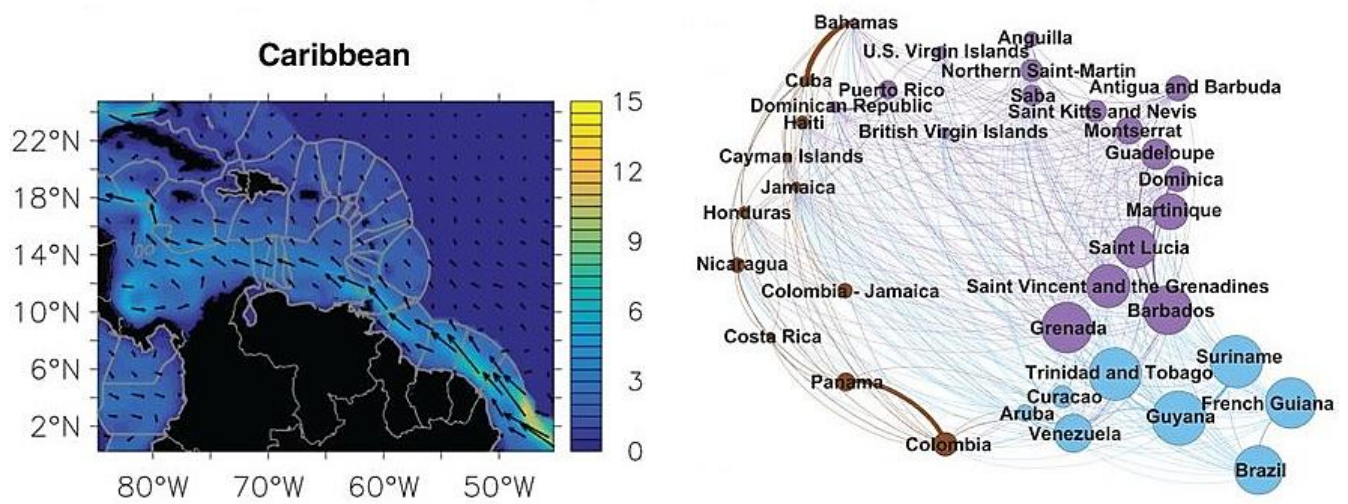 Caribbean
22°N
18°N
14°N
10°N
6°N
2°N
80°W
70°W
60°W
50°W
15
12
9
6
3
0
Bahamas
Anguilla
U.S. Virgin Islands
Northern Saint-Martin
Cuba
Puerto Rico
Antigua and Barbuda
Saba
Dominican Republic
Saint Kitts and Nevis
Haiti
British Virgin Islands
Montserrat
Guadeloupe
Cayman Islands
Dominica
Jamaica
Martinique
Honduras
Saint Lucia
Nicaragua
Saint Vincent and the Grenadines
Colombia - Jamaica
Barbados
Grenada
Costa Rica
Suriname
Trinidad and Tobago
Panama
Curacao
French Guiana
Aruba
Guyana
Venezuela
Colombia
Brazil